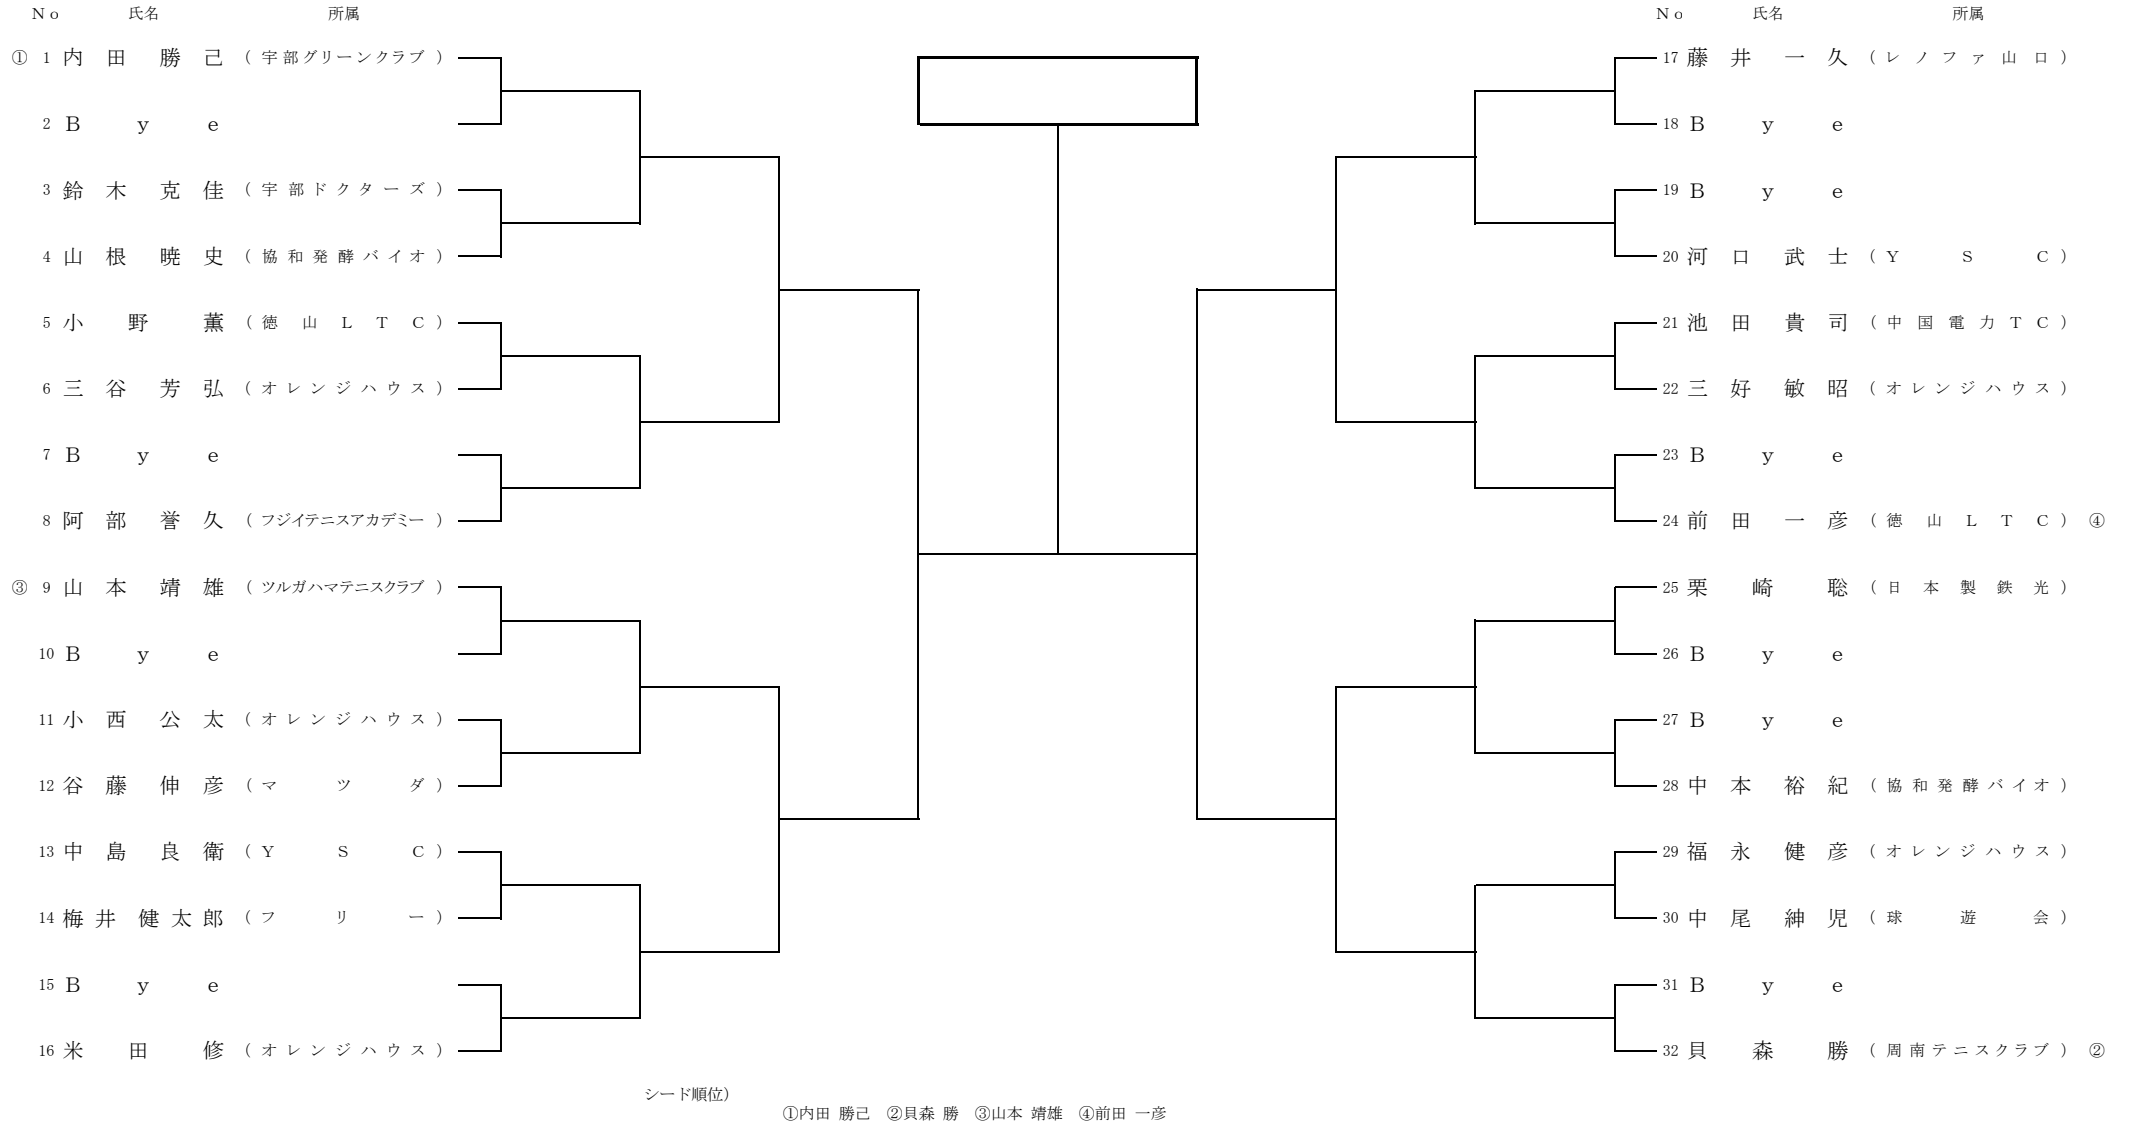 No 氏名 所属 No 氏名 所属
① 1 内田 勝己 (宇部グリーンクラブ) 17 藤井 一久 (レノファ山口)
2 Bye 18 Bye
3 鈴木 克佳 (宇部ドクターズ) 19 Bye
4 山根 暁史 (協和発酵バイオ) 20 河口 武士 (YSC)
5 小野 薫 (徳山LTC) 21 池田 貴司 (中国電力TC)
6 三谷 芳弘 (オレンジハウス) 22 三好 敏昭 (オレンジハウス)
7 Bye 23 Bye
8 阿部 誉久 (フジイテニスアカデミー) 24 前田 一彦 (徳山LTC) ④
③ 9 山本 靖雄 (ツルガハマテニスクラブ) 25 栗崎 聡 (日本製鉄光)
10 Bye 26 Bye
11 小西 公太 (オレンジハウス) 27 Bye
12 谷藤 伸彦 (マツダ) 28 中本 裕紀 (協和発酵バイオ)
13 中島 良衛 (YSC) 29 福永 健彦 (オレンジハウス)
14 梅井 健太郎 (フリー) 30 中尾 紳児 (球遊会)
15 Bye 31 Bye
16 米田 修 (オレンジハウス) 32 貝森 勝 (周南テニスクラブ) ②
シード順位)
①内田 勝己 ②貝森 勝 ③山本 靖雄 ④前田 一彦